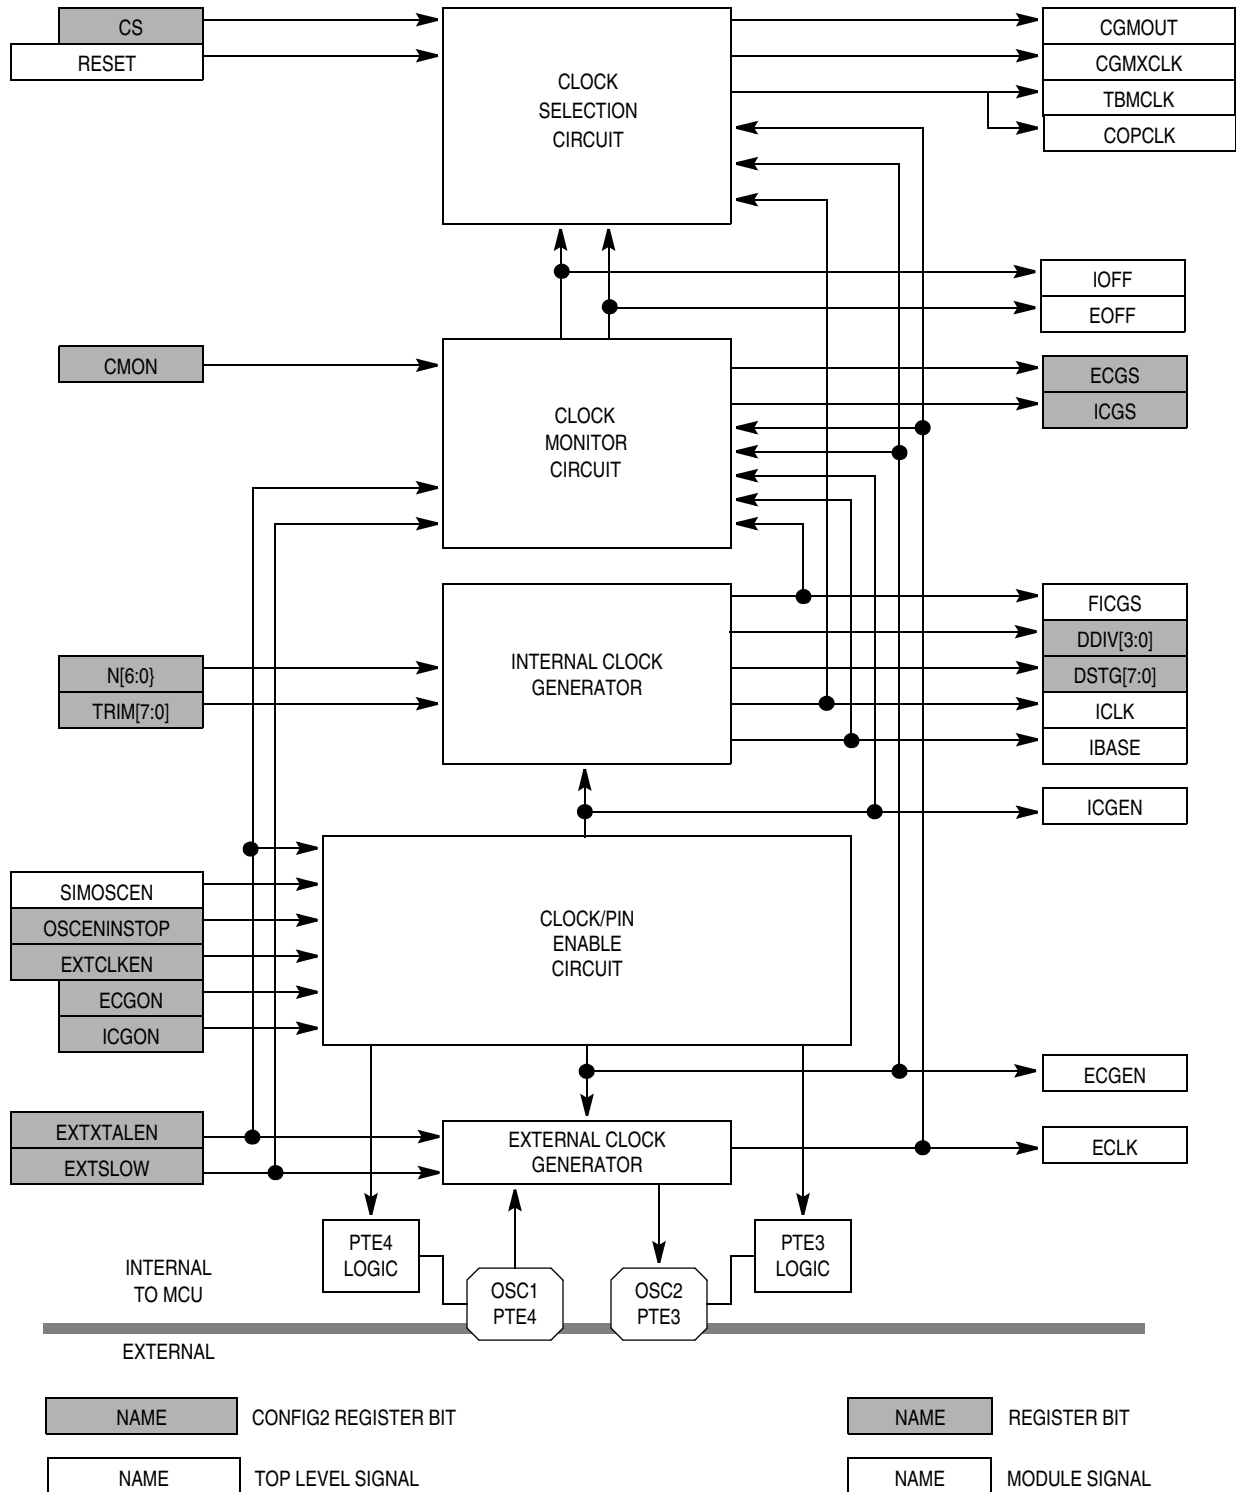 CS
RESET
CLOCK
SELECTION
CIRCUIT
CGMOUT
CGMXCLK
TBMCLK
COPCLK
IOFF
EOFF
CMON
CLOCK
MONITOR
CIRCUIT
ECGS
ICGS
N[6:0}
TRIM[7:0]
INTERNAL CLOCK
GENERATOR
FICGS
DDIV[3:0]
DSTG[7:0]
ICLK
IBASE
ICGEN
SIMOSCEN
OSCENINSTOP
EXTCLKEN
ECGON
ICGON
CLOCK/PIN
ENABLE
CIRCUIT
ECGEN
EXTXTALEN
EXTSLOW
EXTERNAL CLOCK
GENERATOR
ECLK
PTE4
LOGIC
PTE3
LOGIC
OSC1
PTE4
OSC2
PTE3
INTERNAL
TO MCU
EXTERNAL
NAME CONFIG2 REGISTER BIT
NAME REGISTER BIT
NAME TOP LEVEL SIGNAL
NAME MODULE SIGNAL